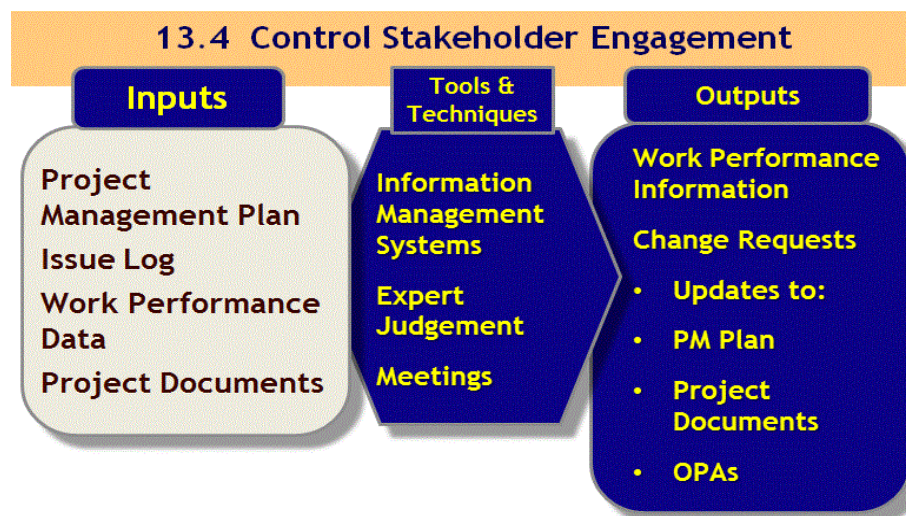 13.4 Control Stakeholder Engagement
Inputs
Project
Management Plan
Issue Log
Work Performance
Data
Project Documents
Tools &
Techniques
Information
Management
Systems
Expert
Judgement
Meetings
Outputs
Work Performance
Information
Change Requests
• Updates to:
• PM Plan
• Project
Documents
• OPAs